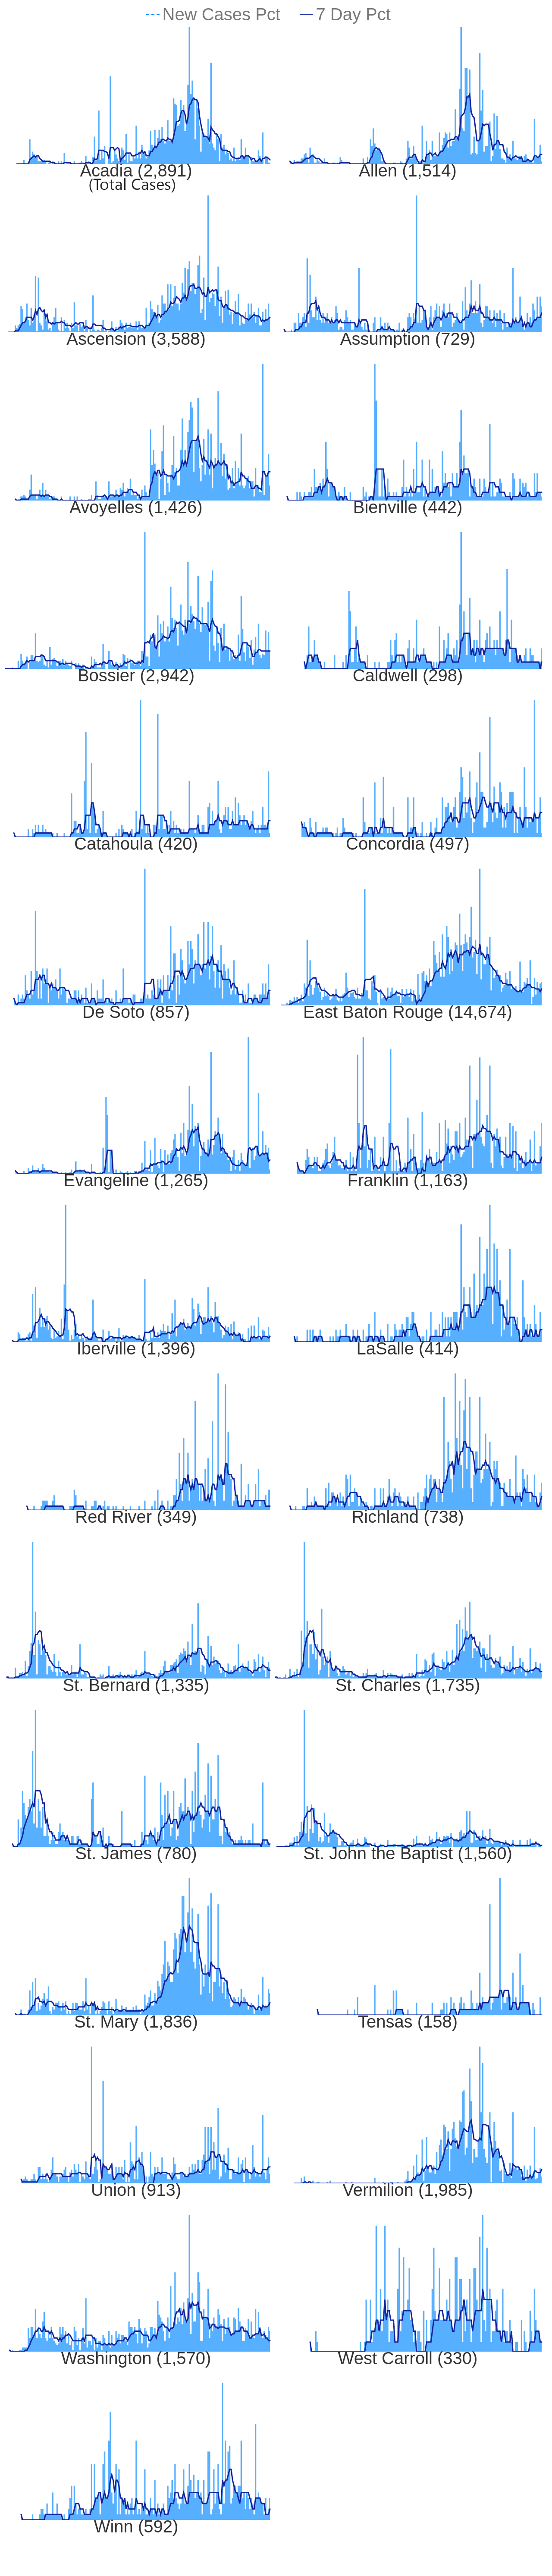 New Cases Pct 7 Day Pct
Acadia (2,891) Allen (1,514)
(Total Cases)
Ascension (3,588) Assumption (729)
Avoyelles (1,426) Bienville (442)
Bossier (2,942) Caldwell (298)
Catahoula (420) Concordia (497)
De Soto (857) East Baton Rouge (14,674)
Evangeline (1,265) Franklin (1,163)
Iberville (1,396) LaSalle (414)
Red River (349) Richland (738)
St. Bernard (1,335) St. Charles (1,735)
St. James (780) St. John the Baptist (1,560)
St. Mary (1,836) Tensas (158)
Union (913) Vermilion (1,985)
Washington (1,570) West Carroll (330)
Winn (592)